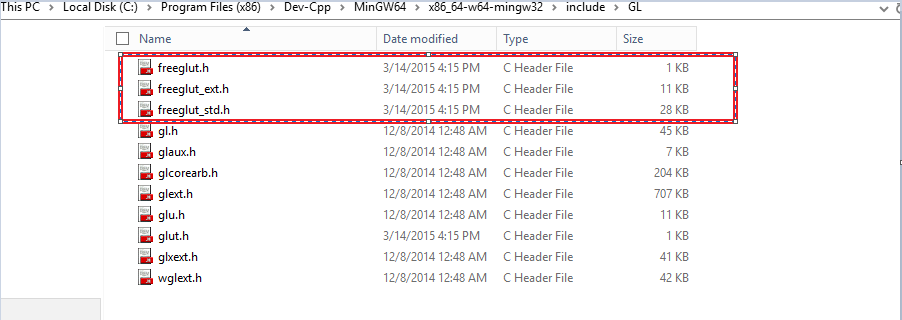 This PC > Local Disk (C:) > Program Files (x86) > Dev-Cpp > MinGW64 > x86_64-w64-mingw32 > include > GL
Name Date modified Type Size
freeglut.h 3/14/2015 4:15 PM C Header File 1 KB
freeglut_ext.h 3/14/2015 4:15 PM C Header File 11 KB
freeglut_std.h 3/14/2015 4:15 PM C Header File 28 KB
gl.h 12/8/2014 12:48 AM C Header File 45 KB
glaux.h 12/8/2014 12:48 AM C Header File 7 KB
glcorearb.h 12/8/2014 12:48 AM C Header File 204 KB
glext.h 12/8/2014 12:48 AM C Header File 707 KB
glu.h 12/8/2014 12:48 AM C Header File 11 KB
glut.h 3/14/2015 4:15 PM C Header File 1 KB
glxext.h 12/8/2014 12:48 AM C Header File 41 KB
wglext.h 12/8/2014 12:48 AM C Header File 42 KB